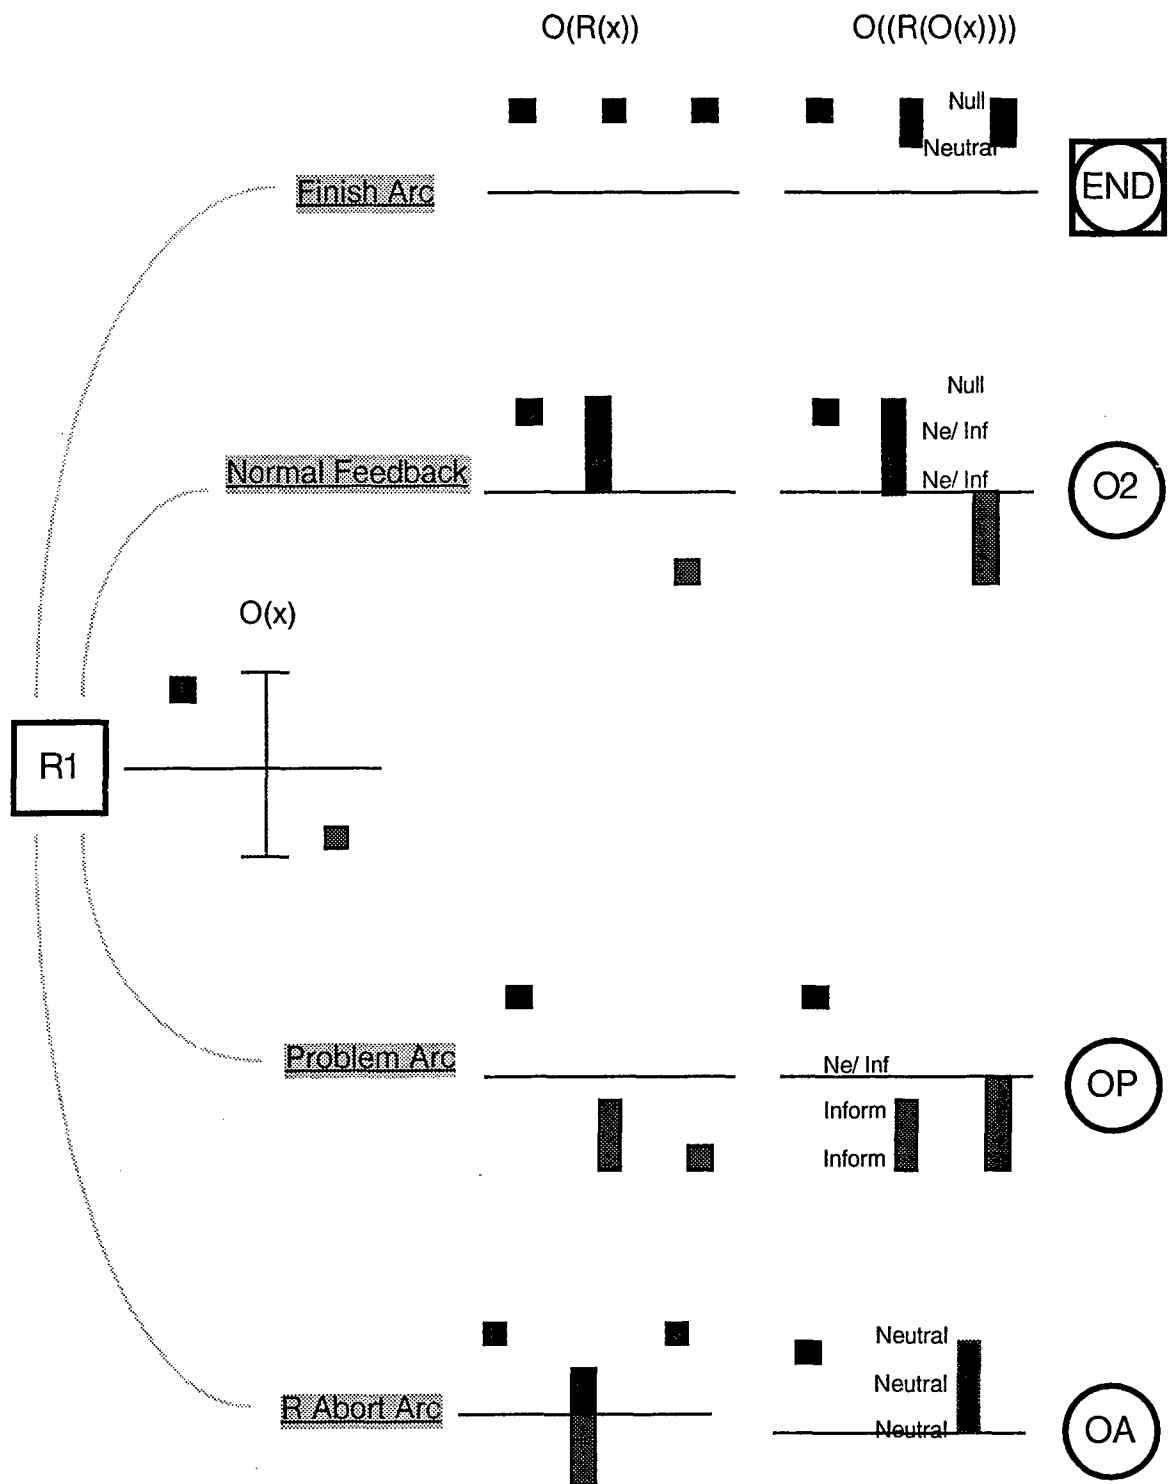 O(R(x))
O((R(O(x))))
Null
Neutral
Finish Arc
END
Null
Ne/ Inf
Normal Feedback
Ne/ Inf
O2
O(x)
R1
Problem Arc
Ne/ Inf
Inform
Inform
OP
Neutral
Neutral
R Abort Arc
Neutral
OA